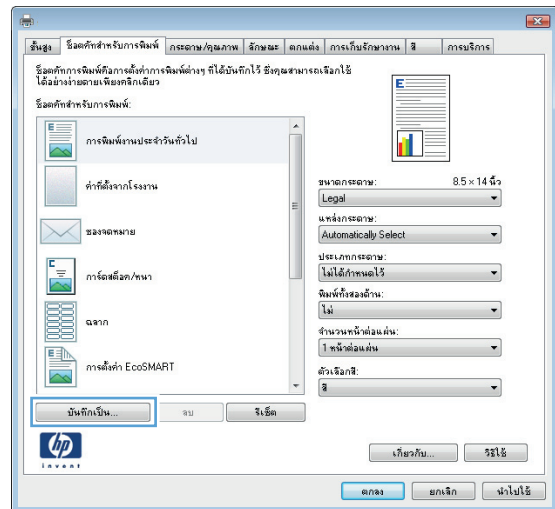 ขั้นสูง
ช็อตคัทสำหรับการพิมพ์
กระดาษ/คุณภาพ
ลักษณะ
ตกแต่ง
การเก็บรักษางาน
สี
การบริการ
ช็อตคัทการพิมพ์คือการตั้งค่าการพิมพ์ต่างๆ ที่ได้บันทึกไว้ ซึ่งคุณสามารถเลือกใช้
ได้อย่างง่ายดายเพียงคลิกเดียว
ช็อตคัทสำหรับการพิมพ์:
การพิมพ์งานประจำวันทั่วไป
ค่าที่ตั้งจากโรงงาน
ซองจดหมาย
การ์ดสต็อก/หนา
ฉลาก
การตั้งค่า EcoSMART
บันทึกเป็น...
ลบ
รีเซ็ต
ขนาดกระดาษ:
8.5 × 14 นิ้ว
Legal
แหล่งกระดาษ:
Automatically Select
ประเภทกระดาษ:
ไม่ได้กำหนดไว้
พิมพ์ทั้งสองด้าน:
ไม่
จำนวนหน้าต่อแผ่น:
1 หน้าต่อแผ่น
ตัวเลือกสี:
สี
hp
invent
เกี่ยวกับ...
วิธีใช้
ตกลง
ยกเลิก
นำไปใช้